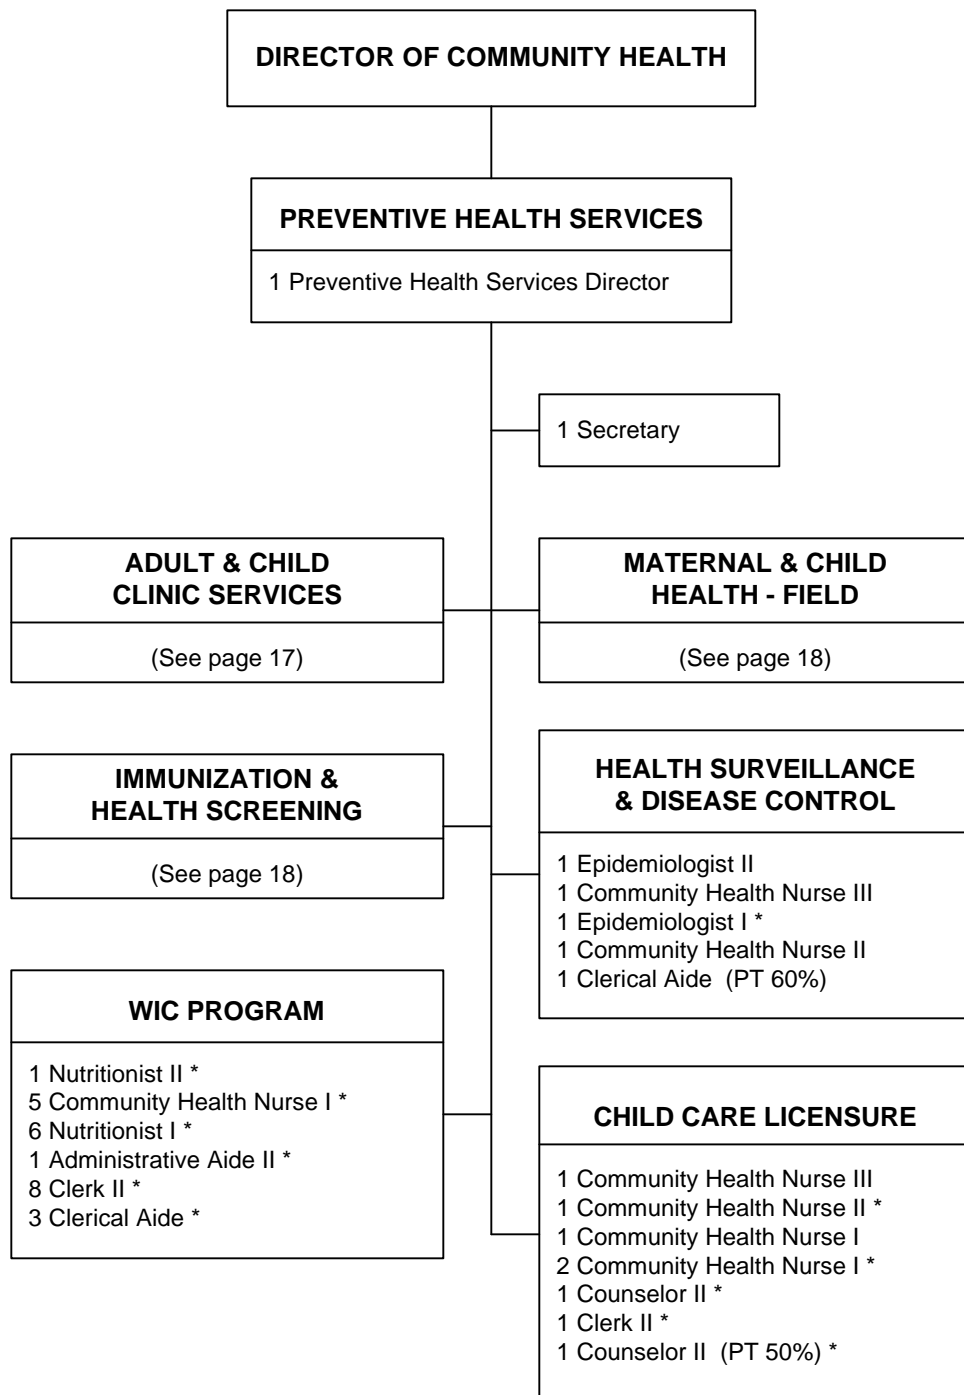 DIRECTOR OF COMMUNITY HEALTH
PREVENTIVE HEALTH SERVICES
1 Preventive Health Services Director
1 Secretary
ADULT & CHILD
CLINIC SERVICES
(See page 17)
MATERNAL & CHILD
HEALTH - FIELD
(See page 18)
IMMUNIZATION &
HEALTH SCREENING
(See page 18)
HEALTH SURVEILLANCE
& DISEASE CONTROL
1 Epidemiologist II
1 Community Health Nurse III
1 Epidemiologist I *
1 Community Health Nurse II
1 Clerical Aide (PT 60%)
WIC PROGRAM
1 Nutritionist II *
5 Community Health Nurse I *
6 Nutritionist I *
1 Administrative Aide II *
8 Clerk II *
3 Clerical Aide *
CHILD CARE LICENSURE
1 Community Health Nurse III
1 Community Health Nurse II *
1 Community Health Nurse I
2 Community Health Nurse I *
1 Counselor II *
1 Clerk II *
1 Counselor II (PT 50%) *